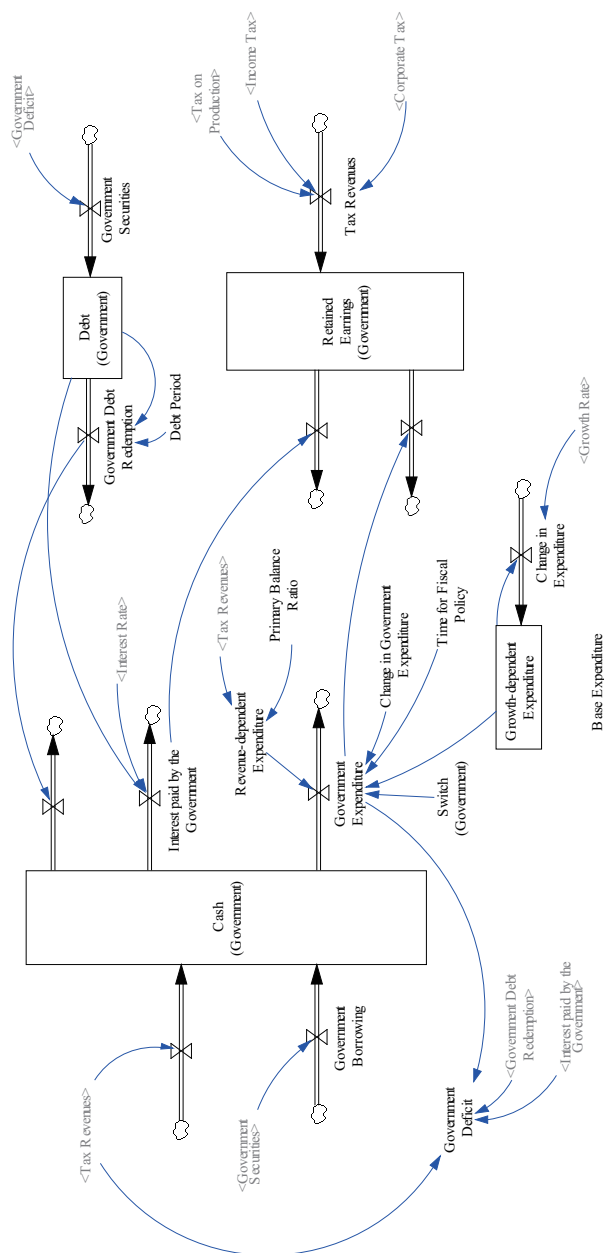 <Government
Deficit>
Government
Securities
Debt
(Government)
Government Debt
Redemption
Debt Period
<Tax on
Production>
<Income Tax>
<Corporate Tax>
Tax Revenues
Retained
Earnings
(Government)
<Interest Rate>
Interest paid by the
Government
<Tax Revenues>
Primary Balance
Ratio
Revenue-dependent
Expenditure
Government
Expenditure
Change in Government
Expenditure
Time for Fiscal
Policy
Switch
(Government)
<Growth Rate>
Change in
Expenditure
Growth-dependent
Expenditure
Base Expenditure
Cash
(Government)
<Tax Revenues>
<Government
Securities>
Government
Borrowing
Government
Deficit
<Government Debt
Redemption>
<Interest paid by the
Government>